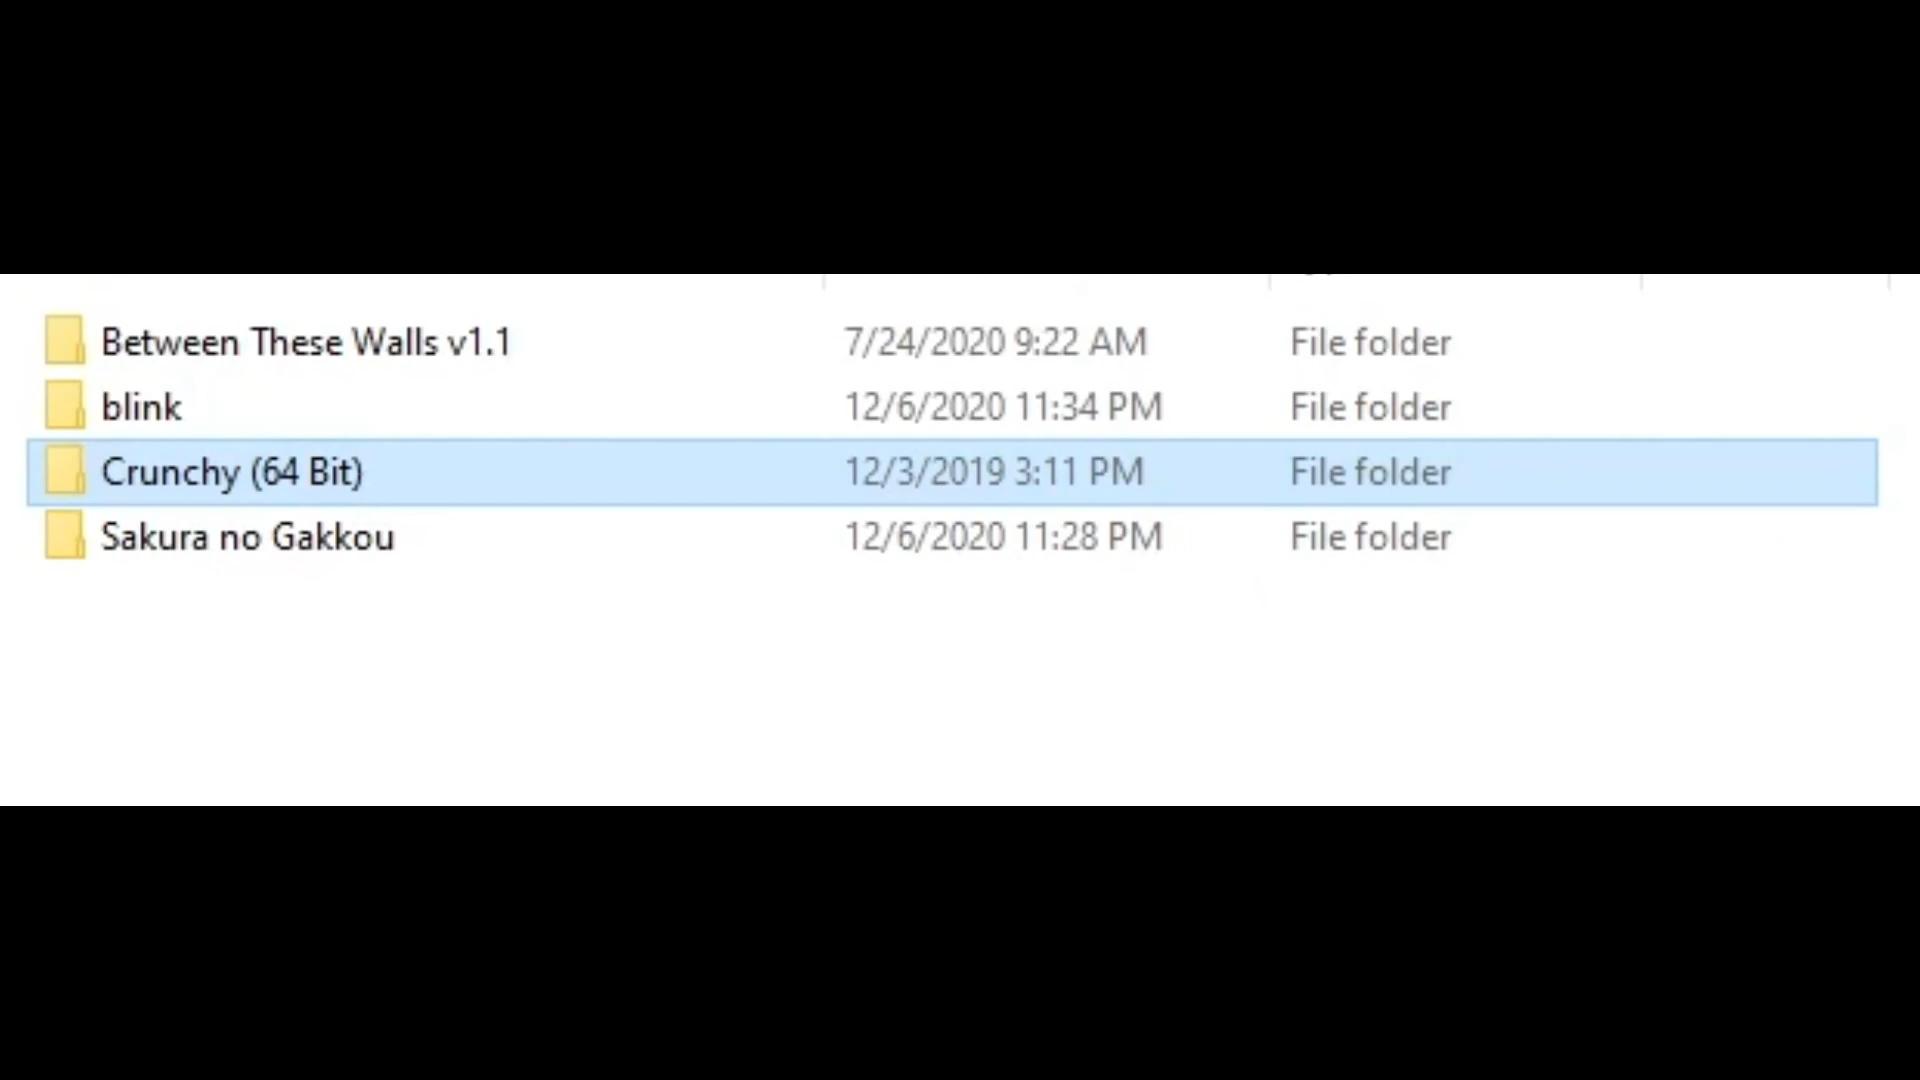 Between These Walls v1.1 7/24/2020 9:22 AM File folder
blink 12/6/2020 11:34 PM File folder
Crunchy (64 Bit) 12/3/2019 3:11 PM File folder
Sakura no Gakkou 12/6/2020 11:28 PM File folder